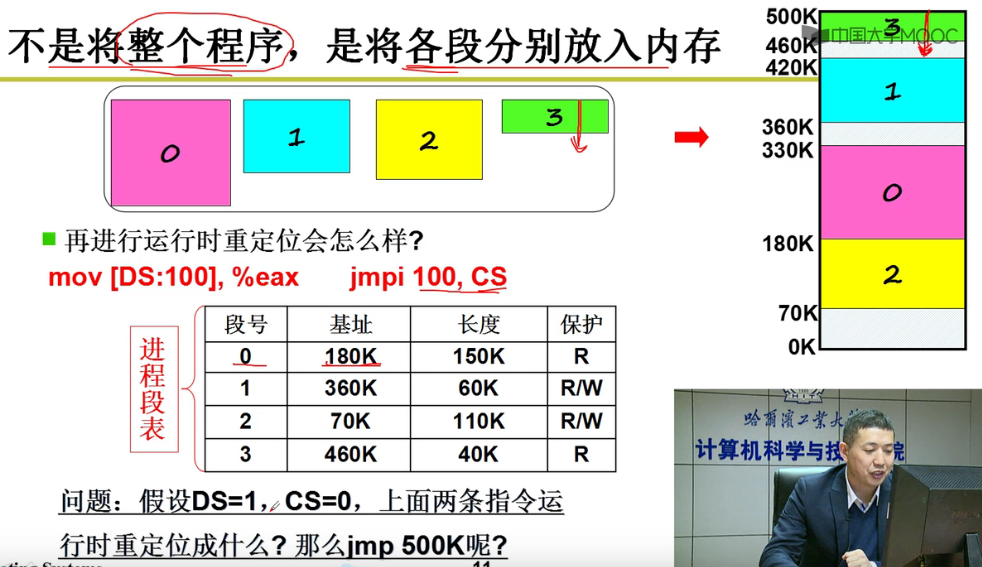 不是将整个程序，是将各段分别放入内存
0
1
2
3
500K
3
中国大学MOOC
460K
420K
1
360K
330K
0
180K
2
70K
0K
再进行运行时重定位会怎么样?
mov [DS:100], %eax
jmpi 100, CS
进程段表
段号 基址 长度 保护
0 180K 150K R
1 360K 60K R/W
2 70K 110K R/W
3 460K 40K R
问题：假设DS=1，CS=0，上面两条指令运
行时重定位成什么? 那么jmp 500K呢?
哈尔滨工业大
计算机科学与技 院
11